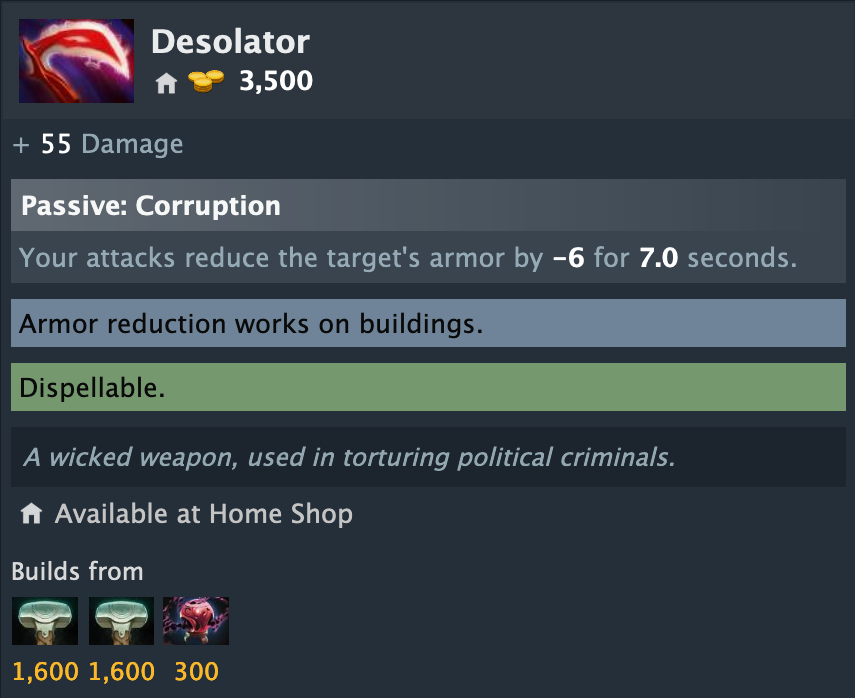 Desolator
3,500
+ 55 Damage
Passive: Corruption
Your attacks reduce the target's armor by -6 for 7.0 seconds.
Armor reduction works on buildings.
Dispellable.
A wicked weapon, used in torturing political criminals.
Available at Home Shop
Builds from
1,600 1,600 300